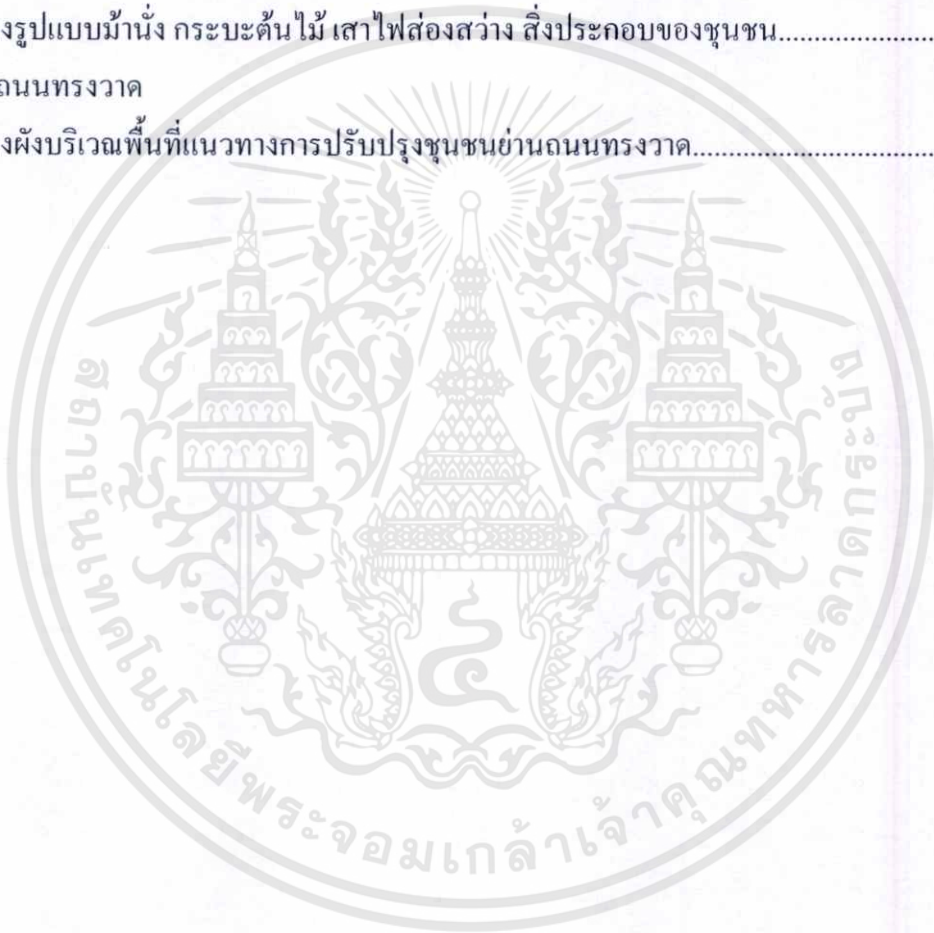 งรูปแบบม้านั่ง กระบะต้นไม้ เสาไฟส่องสว่าง สิ่งประกอบของชุมชน......................
ถนนทรงวาด
งผังบริเวณพื้นที่แนวทางการปรับปรุงชุมชนย่านถนนทรงวาด..................................
สถาบันเทคโนโลยีพระจอมเกล้าเจ้าคุณทหารลาดกระบัง